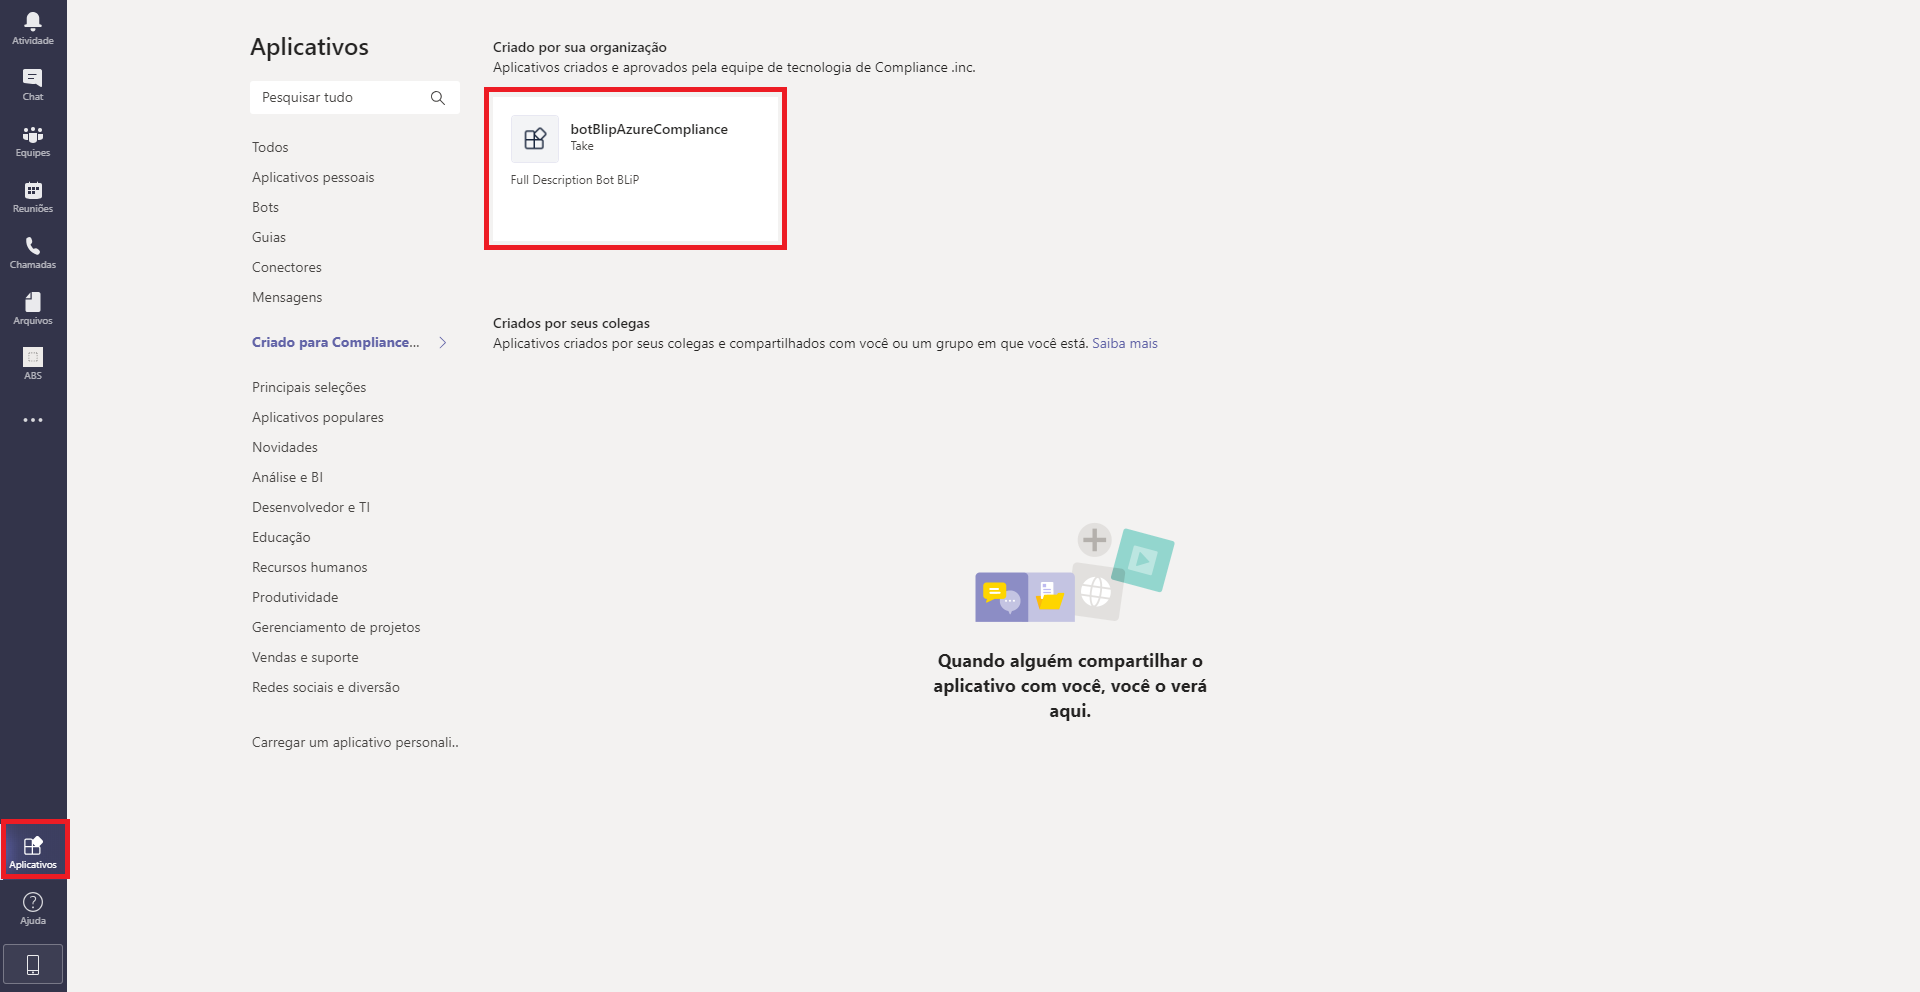 Atividade
Chat
Equipes
Reuniões
Chamadas
Arquivos
ABS
Aplicativos
Ajuda
Aplicativos
Pesquisar tudo
Todos
Aplicativos pessoais
Bots
Guias
Conectores
Mensagens
Criado para Compliance...
Principais seleções
Aplicativos populares
Novidades
Análise e BI
Desenvolvedor e TI
Educação
Recursos humanos
Produtividade
Gerenciamento de projetos
Vendas e suporte
Redes sociais e diversão
Carregar um aplicativo personali..
Criado por sua organização
Aplicativos criados e aprovados pela equipe de tecnologia de Compliance .inc.
botBlipAzureCompliance
Take
Full Description Bot BLiP
Criados por seus colegas
Aplicativos criados por seus colegas e compartilhados com você ou um grupo em que você está. Saiba mais
Quando alguém compartilhar o
aplicativo com você, você o verá
aqui.